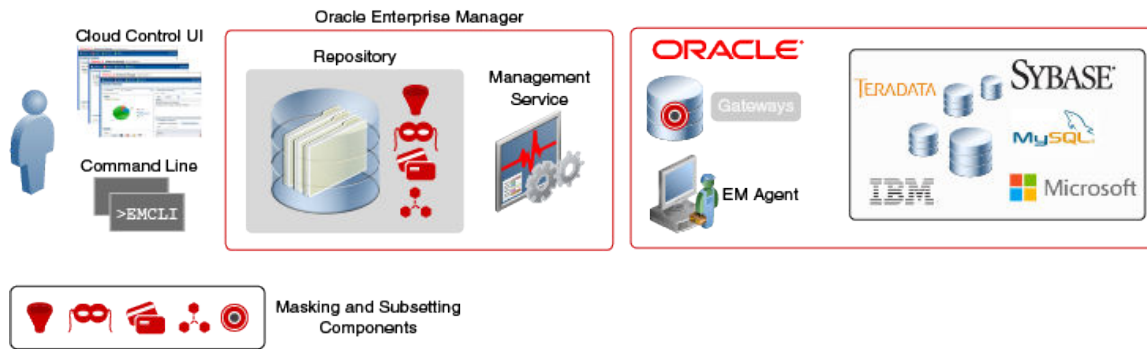 Oracle Enterprise Manager
Cloud Control UI
Command Line
>EMCLI
Repository
Management
Service
ORACLE
Gateways
EM Agent
TERADATA
SYBASE
MySQL
IBM
Microsoft
Masking and Subsetting
Components